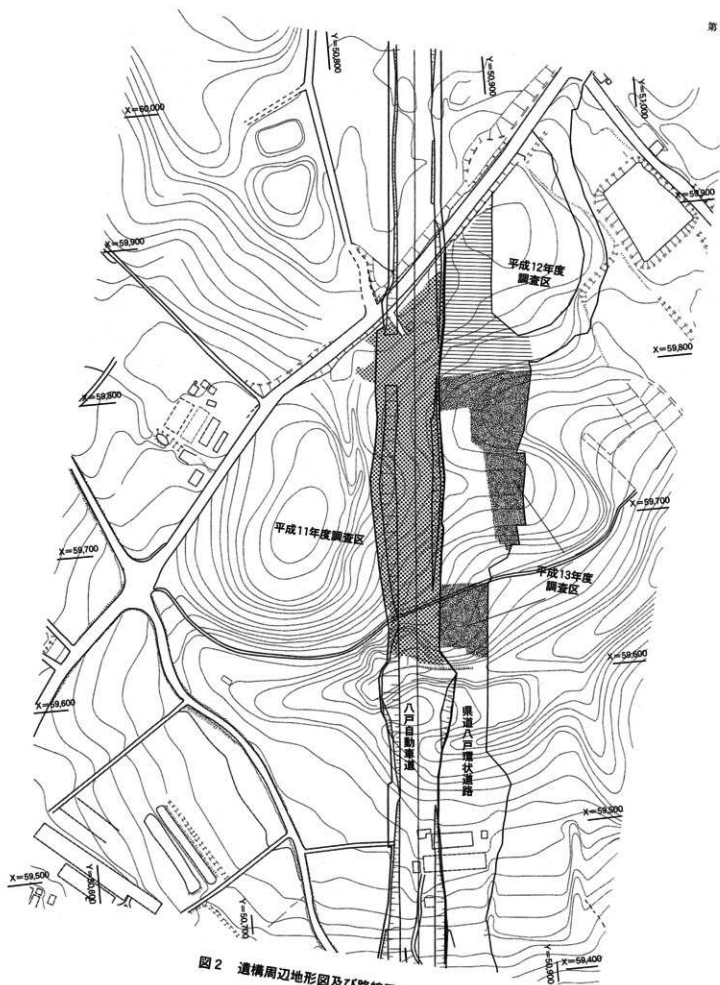 第
Y=50,800
Y=50,900
Y=51,000
X=60,000
X=59,900
X=59,900
平成12年度
調査区
X=59,800
X=59,800
平成11年度調査区
X=59,700
X=59,700
平成13年度
調査区
X=59,600
X=59,600
八戸自動車道
県道八戸環状道路
X=59,500
X=59,500
Y=50,600
Y=50,700
Y=50,900
X=59,400
図2 遺構周辺地形図及び路線